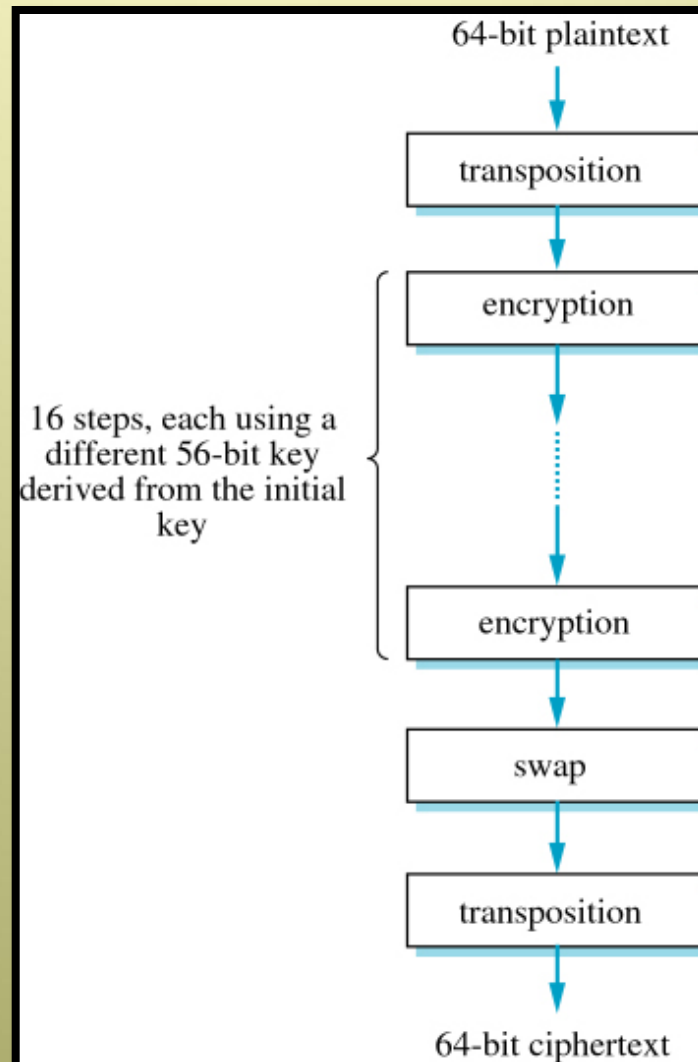 64-bit plaintext
transposition
encryption
16 steps, each using a
different 56-bit key
derived from the initial
key
encryption
swap
transposition
64-bit ciphertext